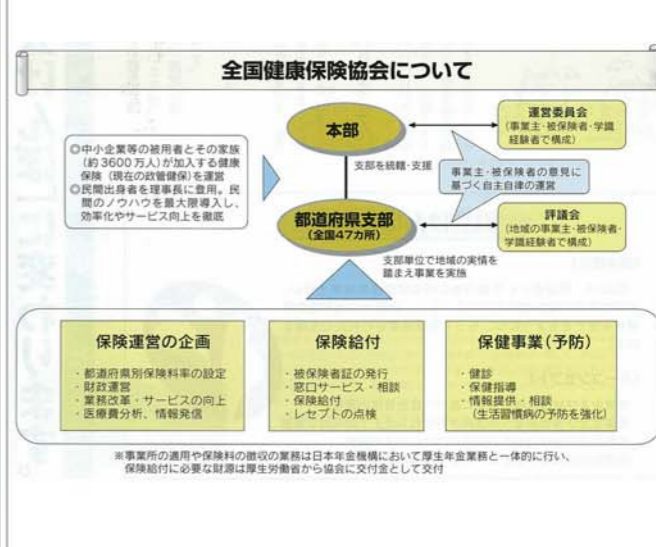 全国健康保険協会について
本部
運営委員会
(事業主・被保険者・学識
経験者で構成)
◎中小企業等の被用者とその家族
(約3600万人)が加入する健康
保険(現在の政管健保)を運営
◎民間出身者を理事長に登用。民
間のノウハウを最大限導入し、
効率化やサービス向上を徹底
支部を統轄・支援
事業主・被保険者の意見に
基づく自主自律の運営
都道府県支部
(全国47カ所)
評議会
(地域の事業主・被保険者・
学識経験者で構成)
支部単位で地域の実情を
踏まえ事業を実施
保険運営の企画
・都道府県別保険料率の設定
・財政運営
・業務改革・サービスの向上
・医療費分析、情報発信
保険給付
・被保険者証の発行
・窓口サービス・相談
・保険給付
・レセプトの点検
保健事業(予防)
・健診
・保健指導
・情報提供・相談
(生活習慣病の予防を強化)
※事業所の適用や保険料の徴収の業務は日本年金機構において厚生年金業務と一体的に行い、
保険給付に必要な財源は厚生労働省から協会に交付金として交付